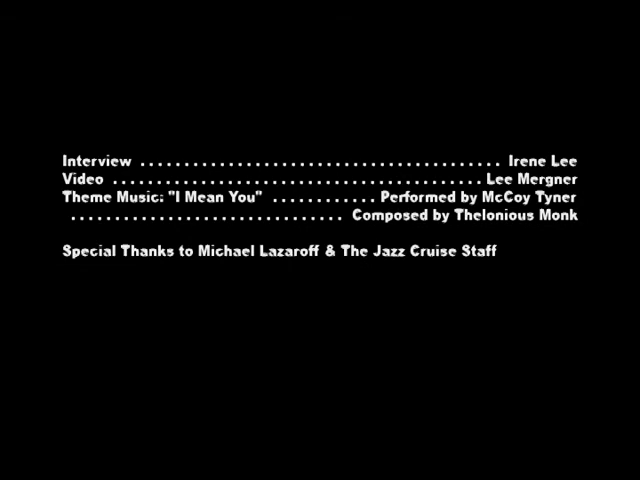 Interview ......................................... Irene Lee
Video .......................................... Lee Mergner
Theme Music: "I Mean You" ............ Performed by McCoy Tyner
............................... Composed by Thelonious Monk
Special Thanks to Michael Lazaroff & The Jazz Cruise Staff